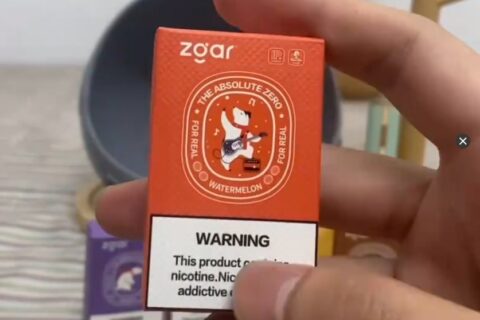 zgar
THE ABSOLUTE ZERO
FOR REAL
FOR REAL
WATERMELON
WARNING
This product
nicotine.
addictive